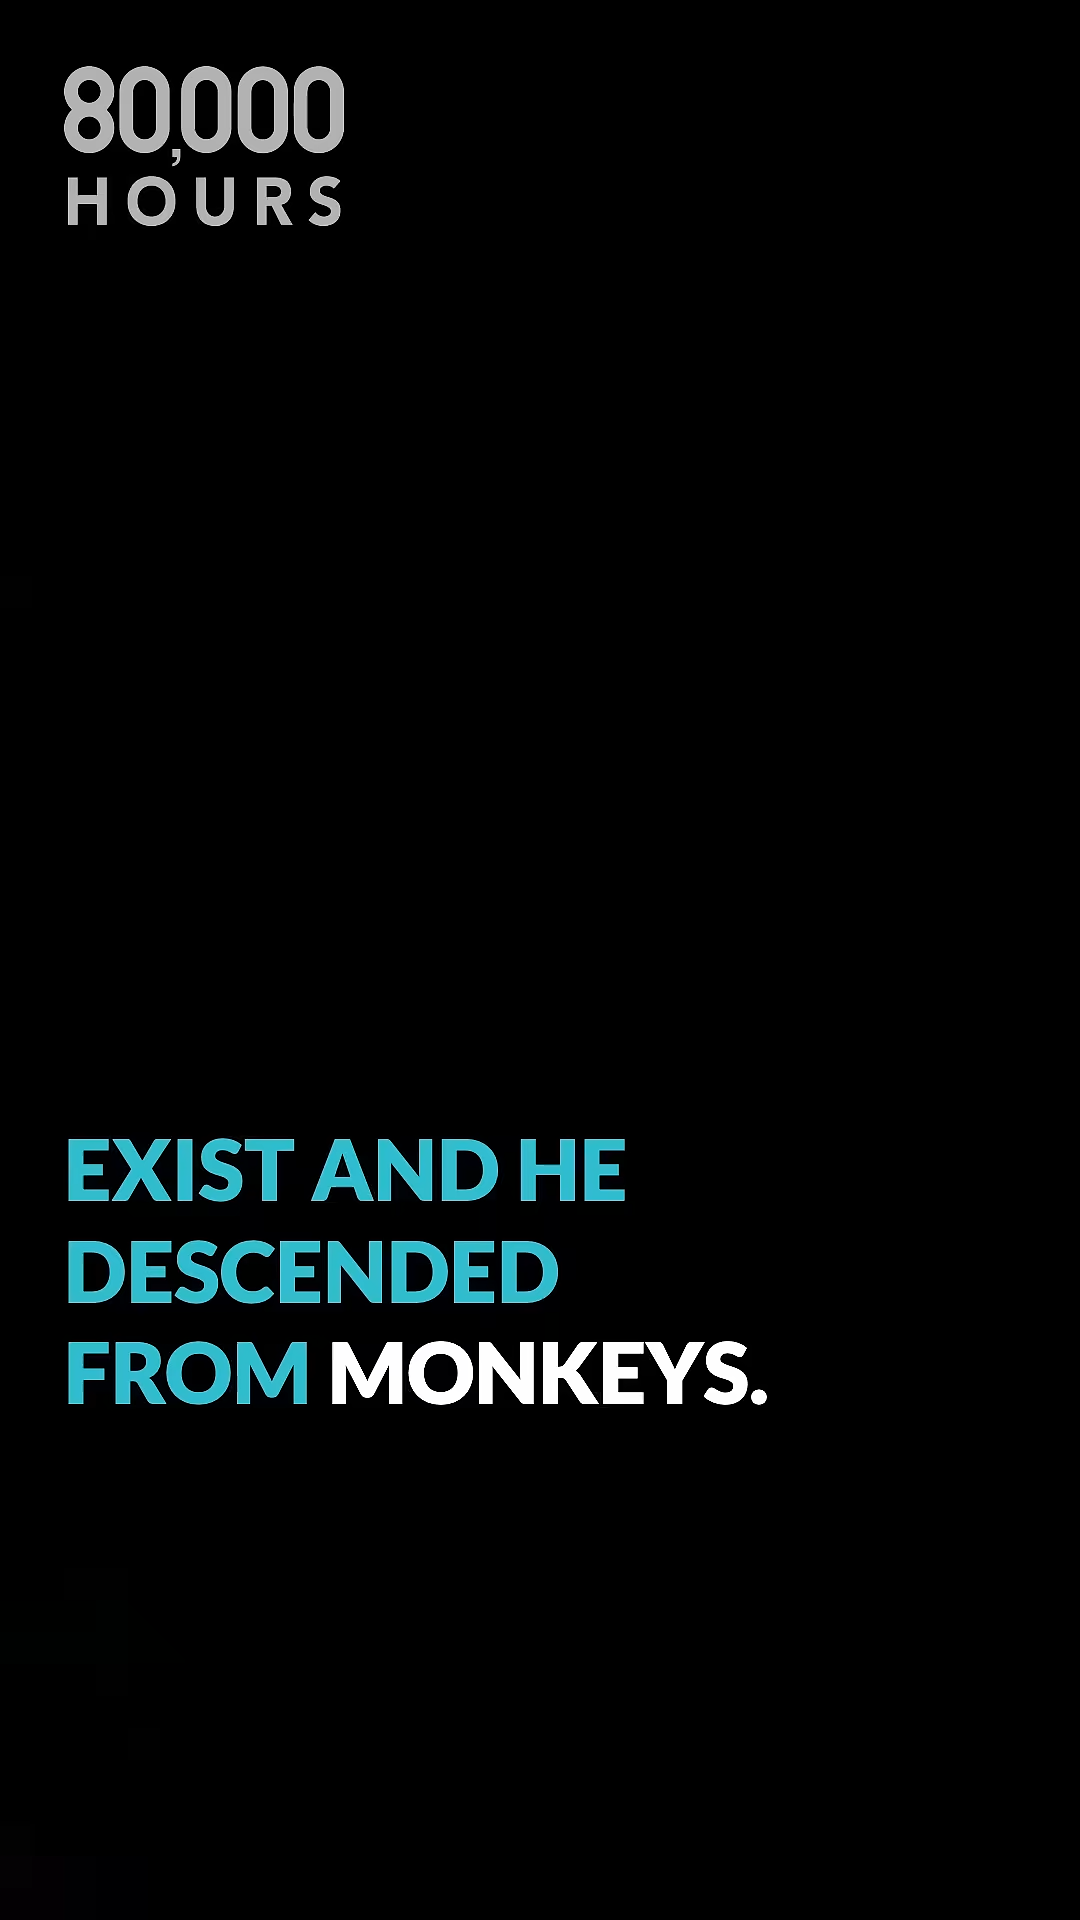 80,000
HOURS
EXIST AND HE
DESCENDED
FROM MONKEYS.